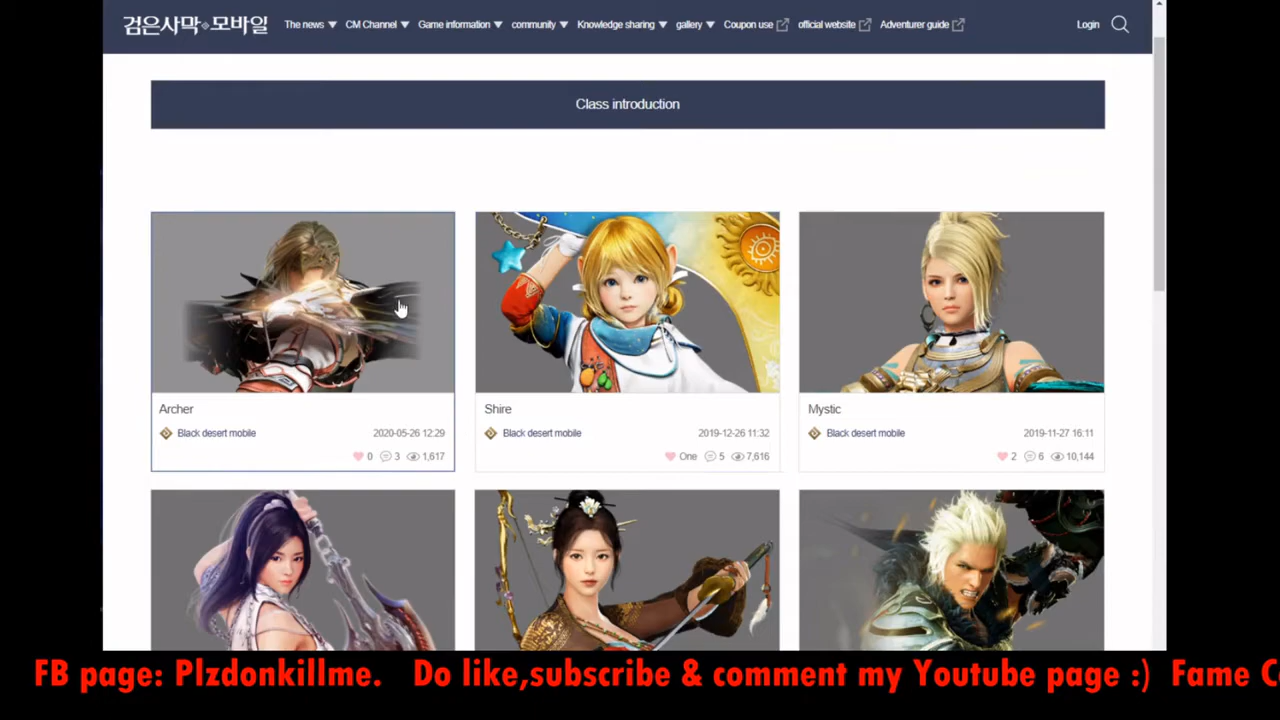 검은사막 모바일 The news CM Channel Game information community Knowledge sharing gallery Coupon use official website Adventurer guide Login
Class introduction
Archer
Black desert mobile 2020-05-26 12:29
0 3 1,617
Shire
Black desert mobile 2019-12-26 11:32
One 5 7,616
Mystic
Black desert mobile 2019-11-27 16:11
2 6 10,144
FB page: Plzdonkillme. Do like,subscribe & comment my Youtube page :) Fame